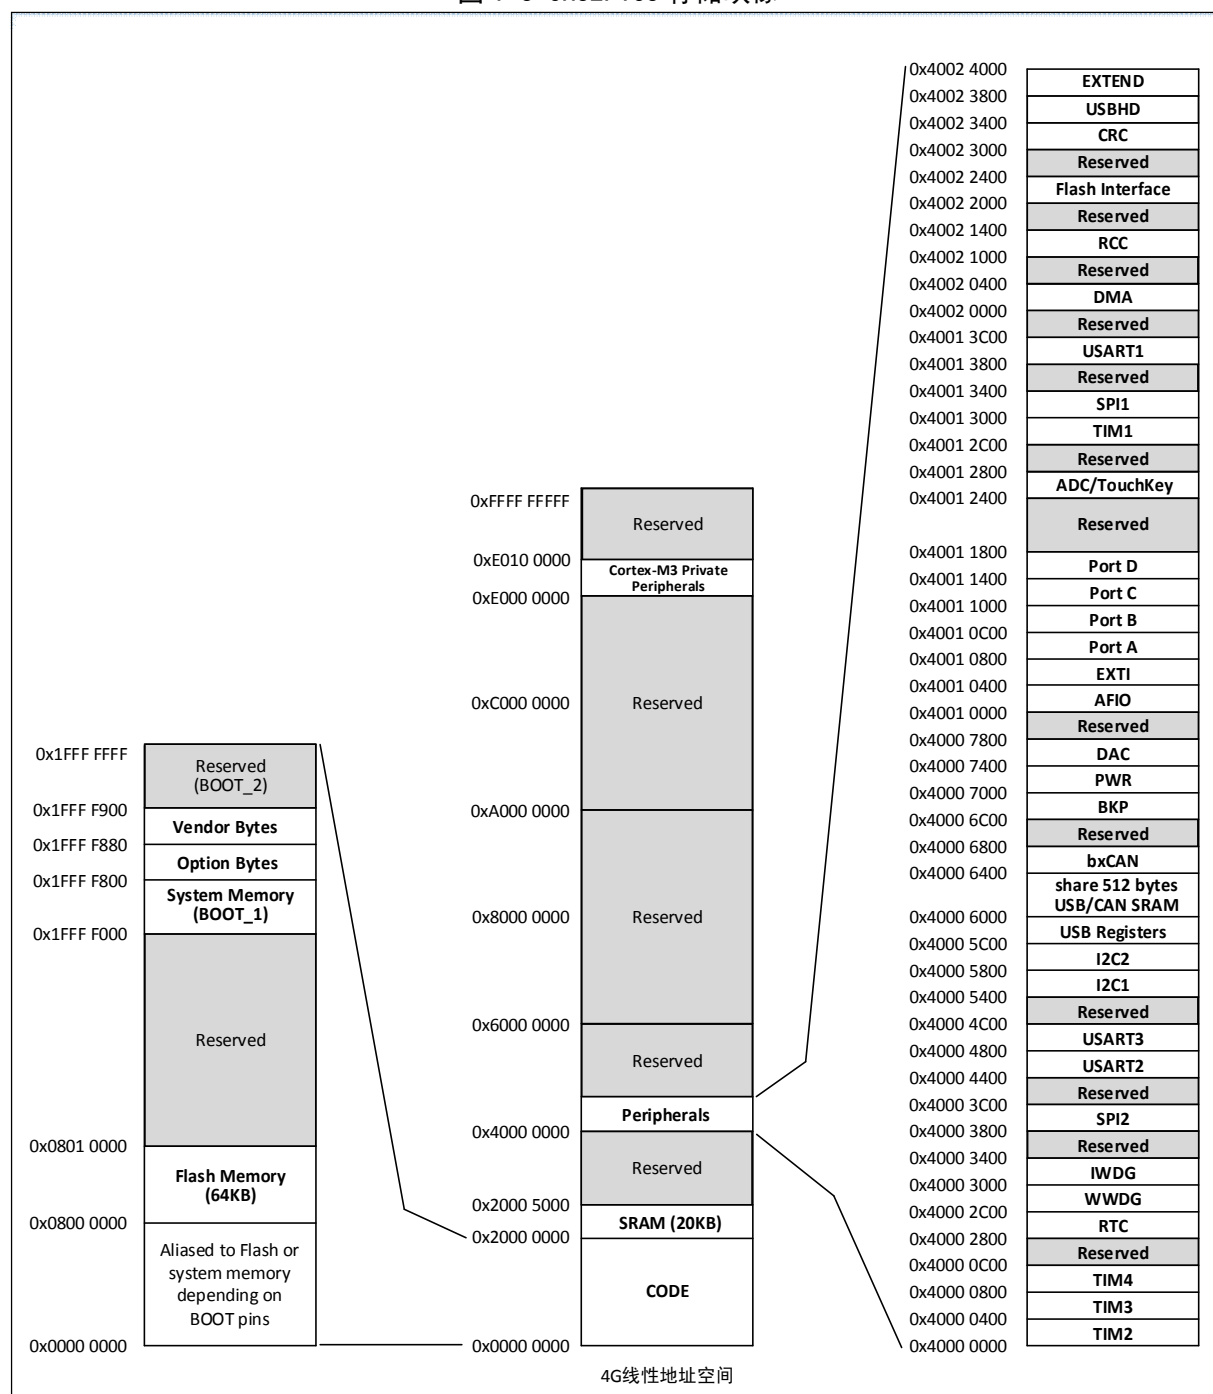 0x1FFF FFFF
Reserved
(BOOT_2)
0x1FFF F900
Vendor Bytes
0x1FFF F880
Option Bytes
0x1FFF F800
System Memory
(BOOT_1)
0x1FFF F000
Reserved
0x0801 0000
Flash Memory
(64KB)
0x0800 0000
Aliased to Flash or
system memory
depending on
BOOT pins
0x0000 0000
0xFFFF FFFFF
Reserved
0xE010 0000
Cortex-M3 Private
Peripherals
0xE000 0000
0xC000 0000
Reserved
0xA000 0000
0x8000 0000
Reserved
0x6000 0000
Reserved
Peripherals
0x4000 0000
Reserved
0x2000 5000
SRAM (20KB)
0x2000 0000
CODE
0x0000 0000
4G线性地址空间
0x4002 4000
EXTEND
0x4002 3800
USBHD
0x4002 3400
CRC
0x4002 3000
Reserved
0x4002 2400
Flash Interface
0x4002 2000
Reserved
0x4002 1400
RCC
0x4002 1000
Reserved
0x4002 0400
DMA
0x4002 0000
Reserved
0x4001 3C00
USART1
0x4001 3800
Reserved
0x4001 3400
SPI1
0x4001 3000
TIM1
0x4001 2C00
Reserved
0x4001 2800
ADC/TouchKey
0x4001 2400
Reserved
0x4001 1800
Port D
0x4001 1400
Port C
0x4001 1000
Port B
0x4001 0C00
Port A
0x4001 0800
EXTI
0x4001 0400
AFIO
0x4001 0000
Reserved
0x4000 7800
DAC
0x4000 7400
PWR
0x4000 7000
BKP
0x4000 6C00
Reserved
0x4000 6800
bxCAN
0x4000 6400
share 512 bytes
USB/CAN SRAM
0x4000 6000
USB Registers
0x4000 5C00
I2C2
0x4000 5800
I2C1
0x4000 5400
Reserved
0x4000 4C00
USART3
0x4000 4800
USART2
0x4000 4400
Reserved
0x4000 3C00
SPI2
0x4000 3800
Reserved
0x4000 3400
IWDG
0x4000 3000
WWDG
0x4000 2C00
RTC
0x4000 2800
Reserved
0x4000 0C00
TIM4
0x4000 0800
TIM3
0x4000 0400
TIM2
0x4000 0000